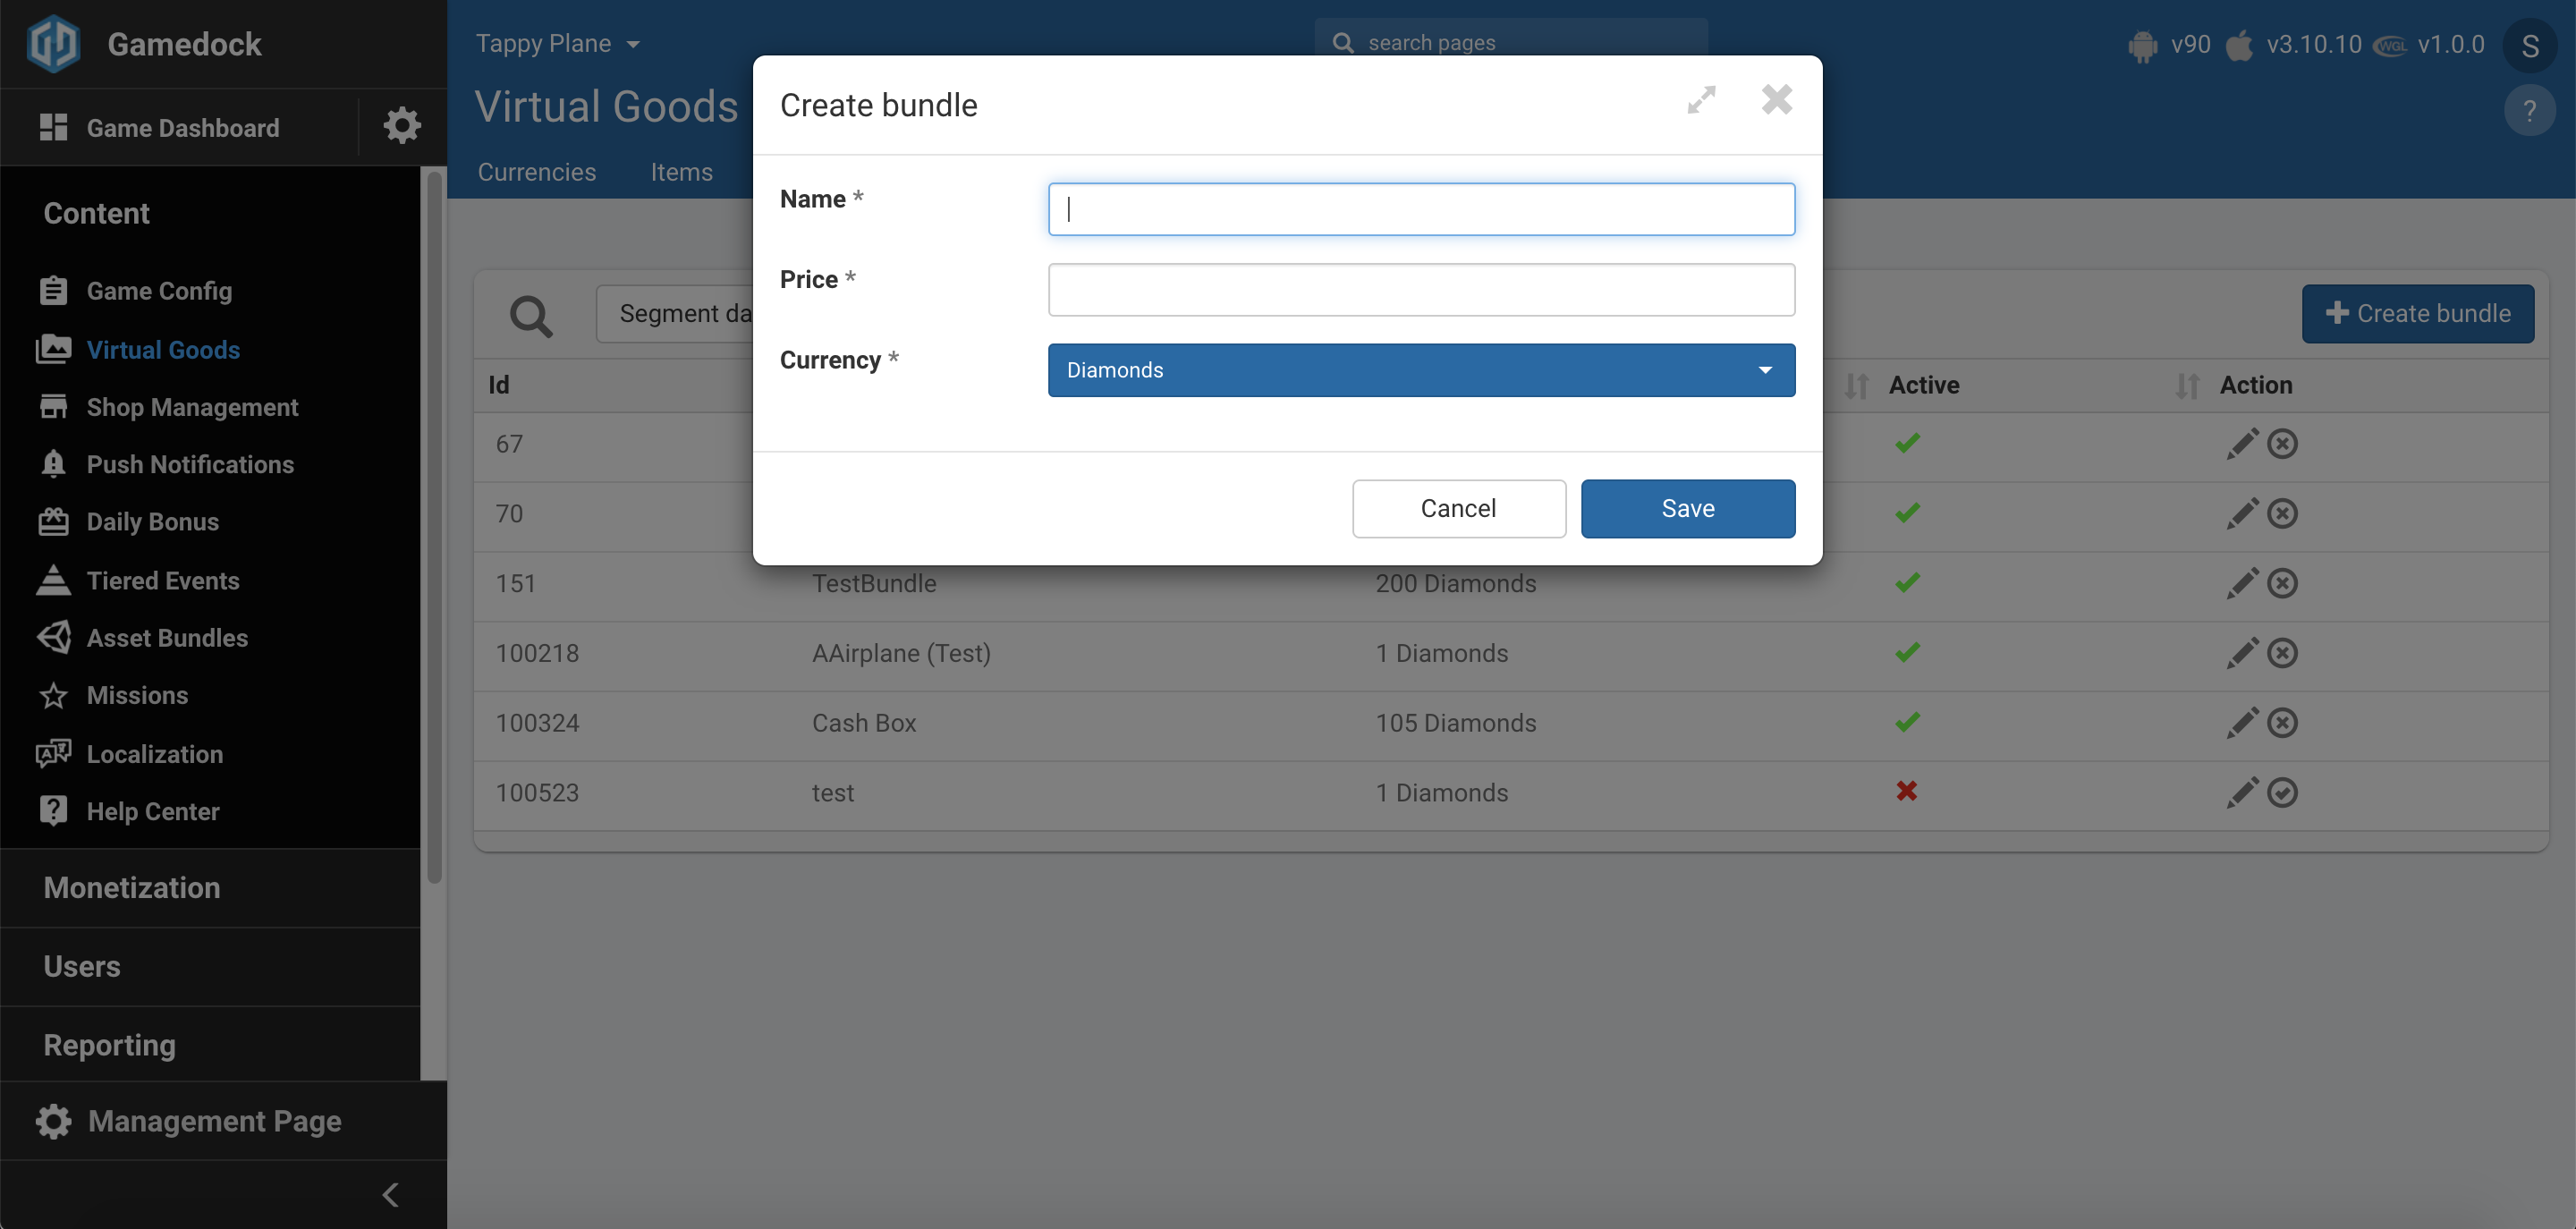 Gamedock
Game Dashboard
Content
Game Config
Virtual Goods
Shop Management
Push Notifications
Daily Bonus
Tiered Events
Asset Bundles
Missions
Localization
Help Center
Monetization
Users
Reporting
Management Page
Tappy Plane
search pages
v90 v3.10.10 WGL v1.0.0 S
Virtual Goods
?
Currencies Items
Create bundle
Name *
Price *
Currency * Diamonds
Cancel Save
Segment da
Create bundle
Id Active Action
67
70
151 TestBundle 200 Diamonds
100218 AAirplane (Test) 1 Diamonds
100324 Cash Box 105 Diamonds
100523 test 1 Diamonds